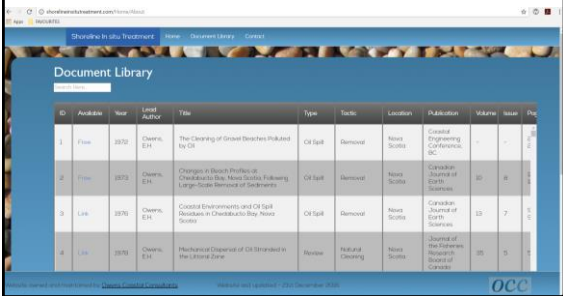 shorelineinsitutreatment.com/Home/About
Apps FAVOURITES
Shoreline In situ Treatment Home Document Library Contact
Document Library
Search Here...
ID Available Year Lead Author Title Type Tactic Location Publication Volume Issue
1 Free 1972 Owens, E.H. The Cleaning of Gravel Beaches Polluted by Oil Oil Spill Removal Nova Scotia Coastal Engineering Conference, BC - -
2 Free 1973 Owens, E.H. Changes in Beach Profiles at Chedabucto Bay, Nova Scotia, Following Large-Scale Removal of Sediments Oil Spill Removal Nova Scotia Canadian Journal of Earth Sciences 10 8
3 Link 1976 Owens, E.H. Coastal Environments and Oil Spill Residues in Chedabucto Bay, Nova Scotia Oil Spill Removal Nova Scotia Canadian Journal of Earth Sciences 13 7
4 Link 1978 Owens, E.H. Mechanical Dispersal of Oil Stranded in the Littoral Zone Review Natural Cleaning Nova Scotia Journal of the Fisheries Research Board of Canada 35 5
Website owned and maintained by Owens Coastal Consultants Website last updated - December
OCC